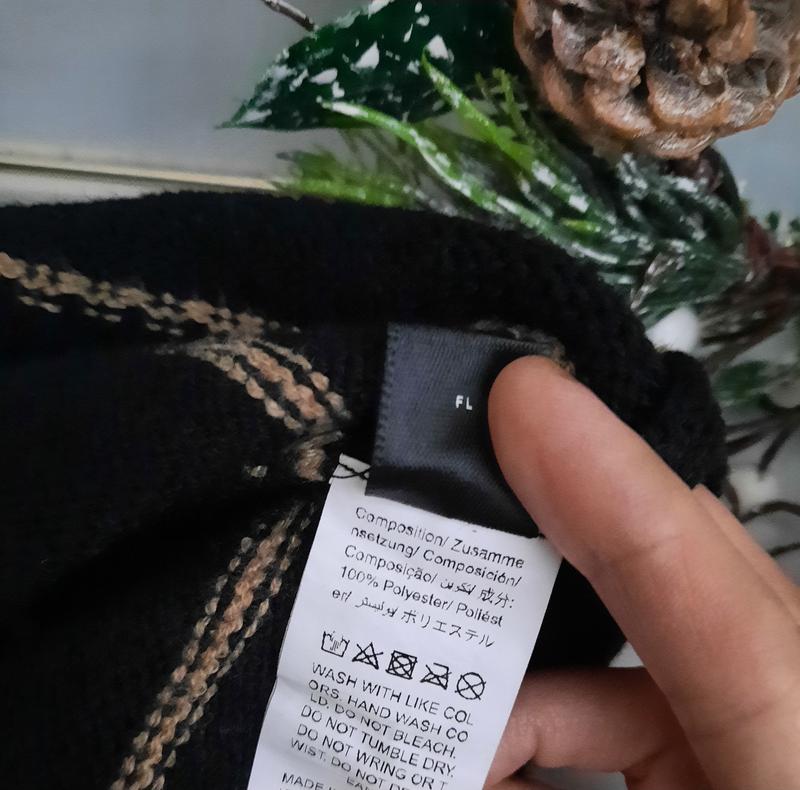 FL
Composition/ Zusamme
nsetzung/ Composición/
Composição/ تكوين/ 成分:
100% Polyester/ Poliést
er/ بوليستر/ ポリエステル
WASH WITH LIKE COL
ORS. HAND WASH CO
LD. DO NOT BLEACH.
DO NOT TUMBLE DRY.
DO NOT WRING OR T
WIST. DO NOT
MADE